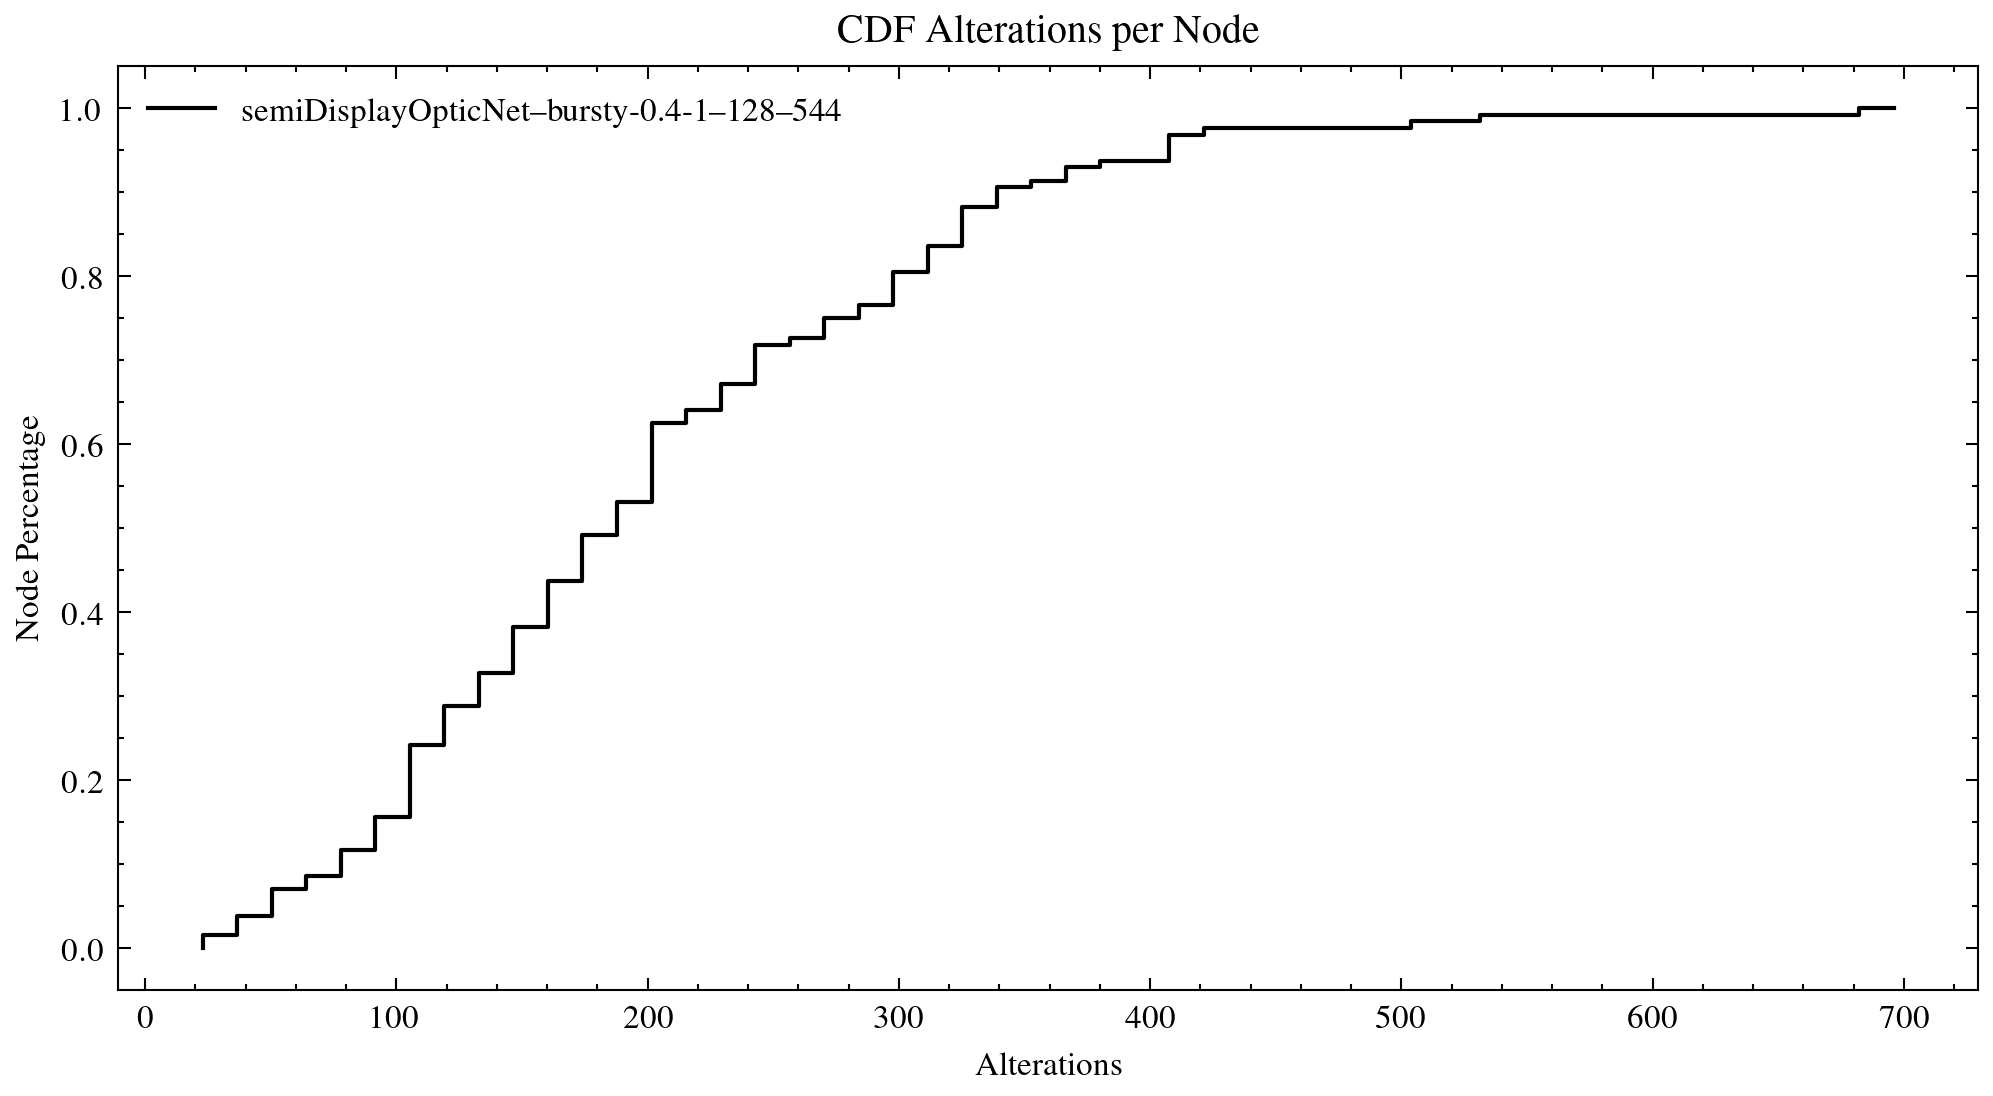 CDF Alterations per Node
semiDisplayOpticNet–bursty-0.4-1–128–544
1.0
0.8
0.6
0.4
0.2
0.0
Node Percentage
0 100 200 300 400 500 600 700
Alterations